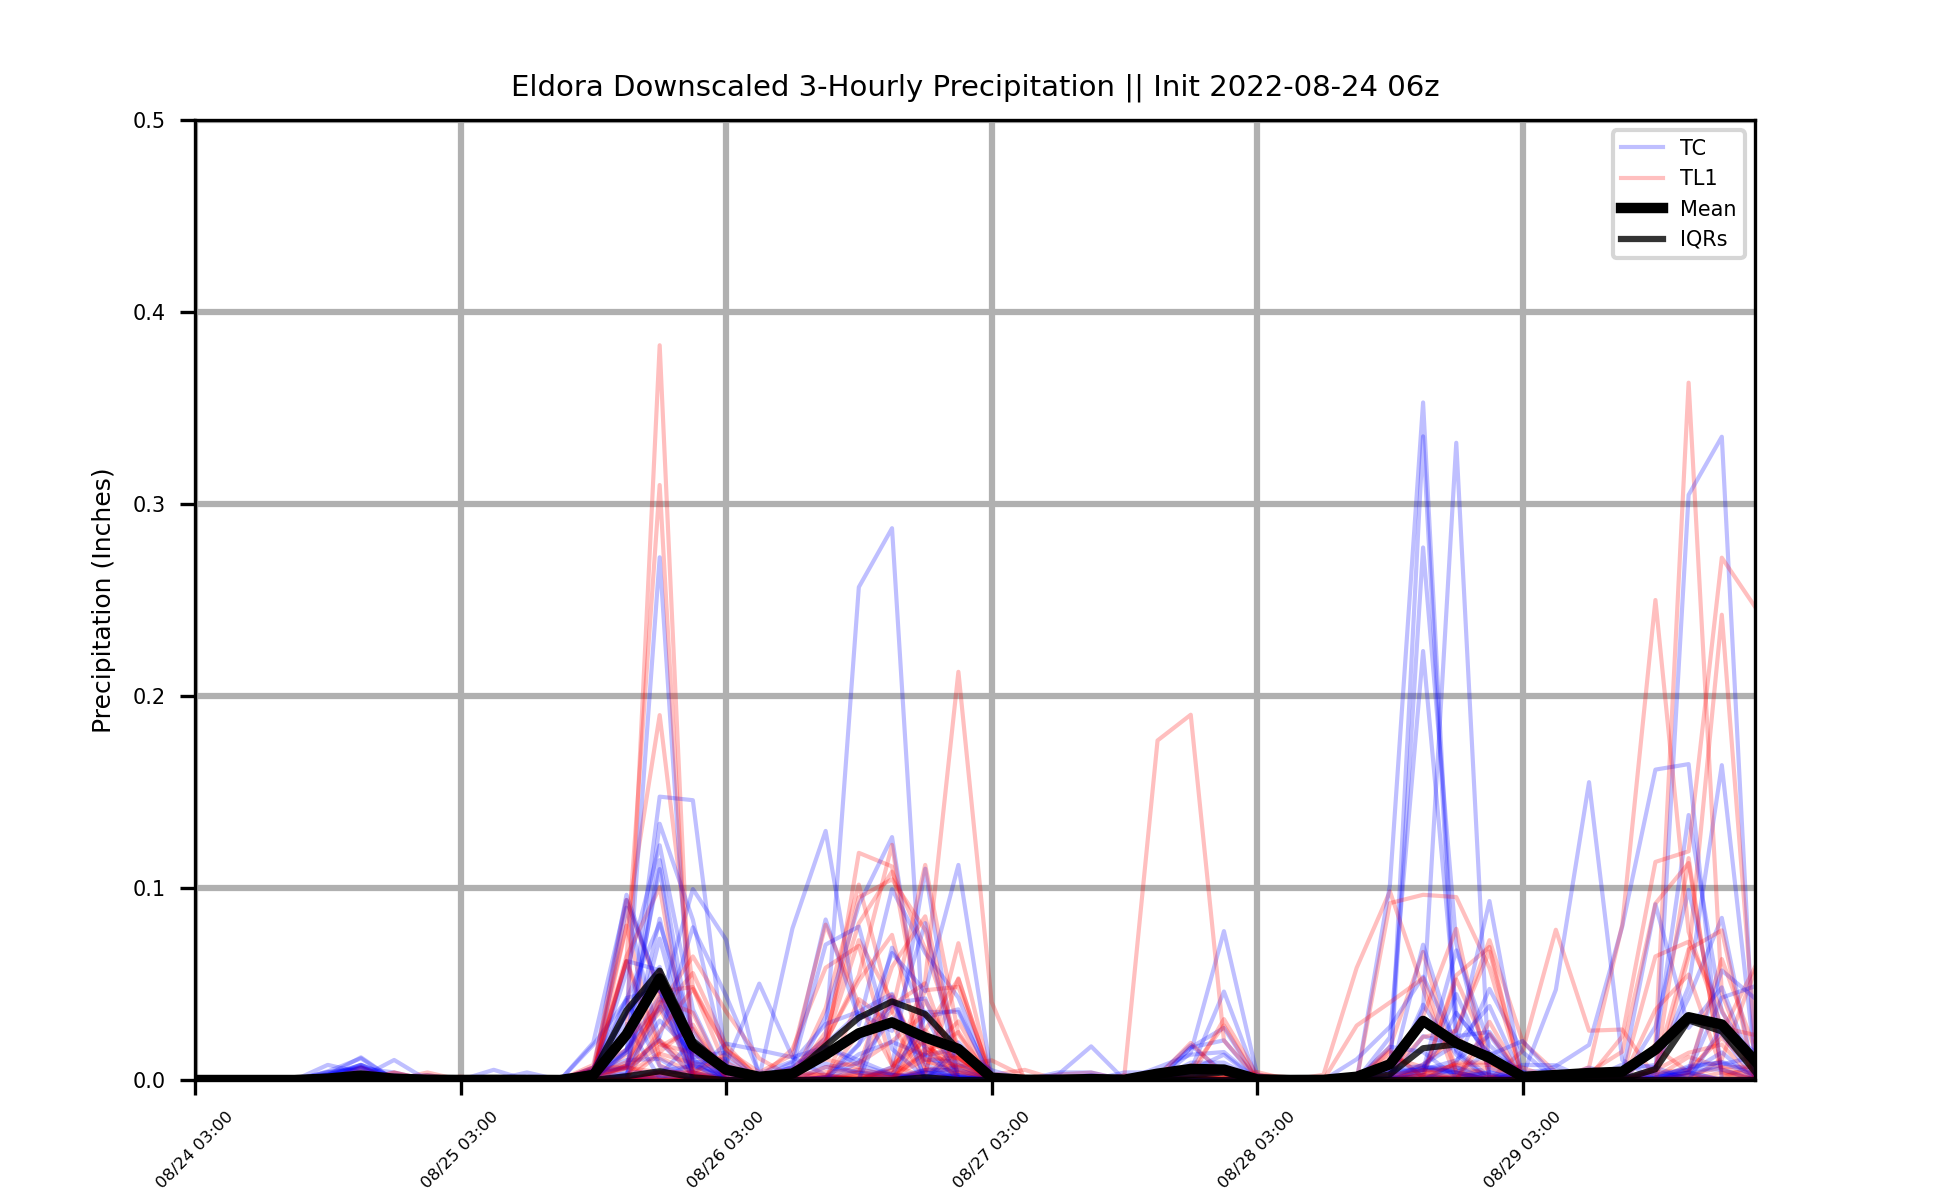 Eldora Downscaled 3-Hourly Precipitation || Init 2022-08-24 06z
Precipitation (Inches)
0.5
0.4
0.3
0.2
0.1
0.0
TC
TL1
Mean
IQRs
08/24 03:00
08/25 03:00
08/26 03:00
08/27 03:00
08/28 03:00
08/29 03:00